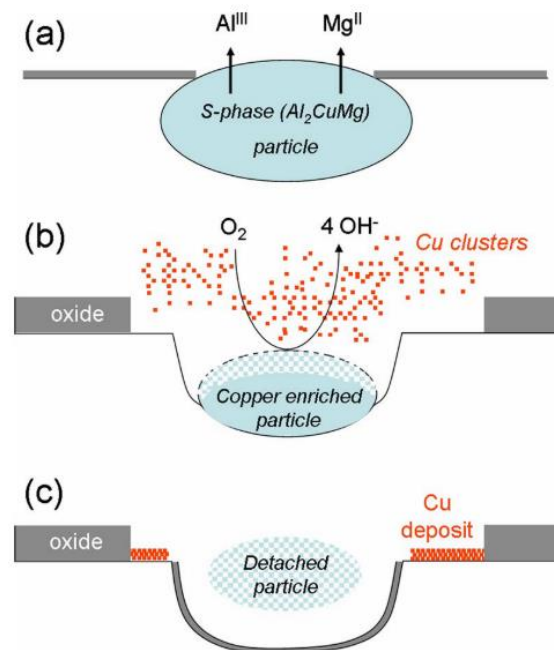 (a)
Al^III Mg^II
S-phase (Al₂CuMg)
particle
(b)
O₂ 4 OH⁻
Cu clusters
oxide
Copper enriched
particle
(c)
Cu
deposit
oxide
Detached
particle